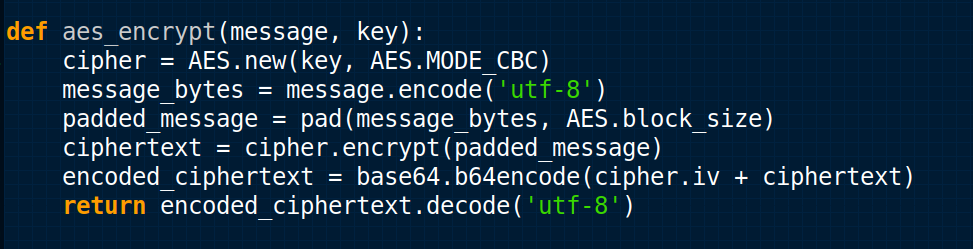 def aes_encrypt(message, key):
    cipher = AES.new(key, AES.MODE_CBC)
    message_bytes = message.encode('utf-8')
    padded_message = pad(message_bytes, AES.block_size)
    ciphertext = cipher.encrypt(padded_message)
    encoded_ciphertext = base64.b64encode(cipher.iv + ciphertext)
    return encoded_ciphertext.decode('utf-8')